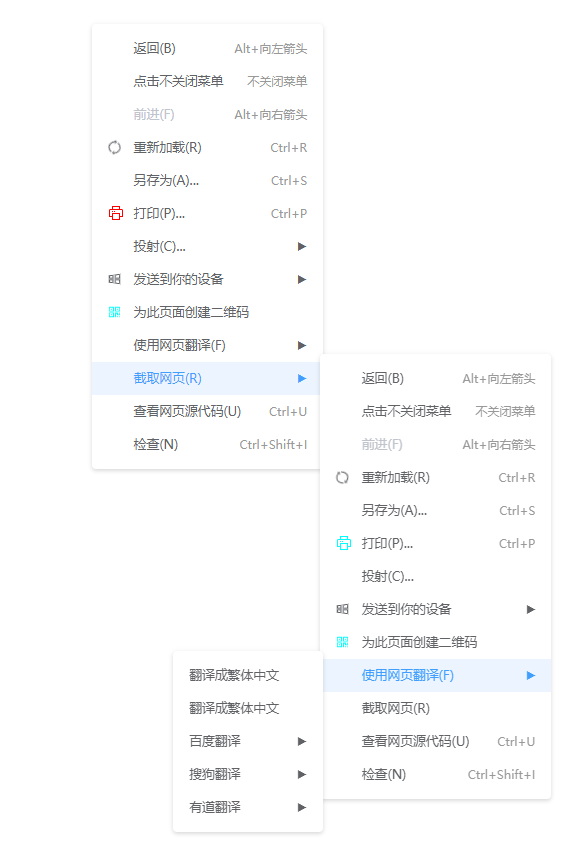 返回(B) Alt+向左箭头
点击不关闭菜单 不关闭菜单
前进(F) Alt+向右箭头
重新加载(R) Ctrl+R
另存为(A)... Ctrl+S
打印(P)... Ctrl+P
投射(C)... ▶
发送到你的设备 ▶
为此页面创建二维码
使用网页翻译(F) ▶
截取网页(R) ▶
查看网页源代码(U) Ctrl+U
检查(N) Ctrl+Shift+I
返回(B) Alt+向左箭头
点击不关闭菜单 不关闭菜单
前进(F) Alt+向右箭头
重新加载(R) Ctrl+R
另存为(A)... Ctrl+S
打印(P)... Ctrl+P
投射(C)...
发送到你的设备 ▶
为此页面创建二维码
使用网页翻译(F) ▶
截取网页(R)
查看网页源代码(U) Ctrl+U
检查(N) Ctrl+Shift+I
翻译成繁体中文
翻译成繁体中文
百度翻译 ▶
搜狗翻译 ▶
有道翻译 ▶